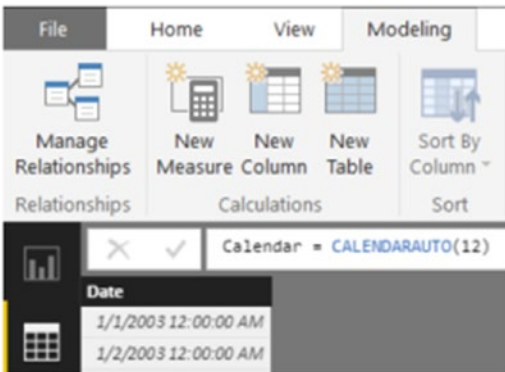 File Home View Modeling
Manage Relationships
New Measure
New Column
New Table
Sort By Column
Relationships Calculations Sort
Calendar = CALENDARAUTO(12)
Date
1/1/2003 12:00:00 AM
1/2/2003 12:00:00 AM